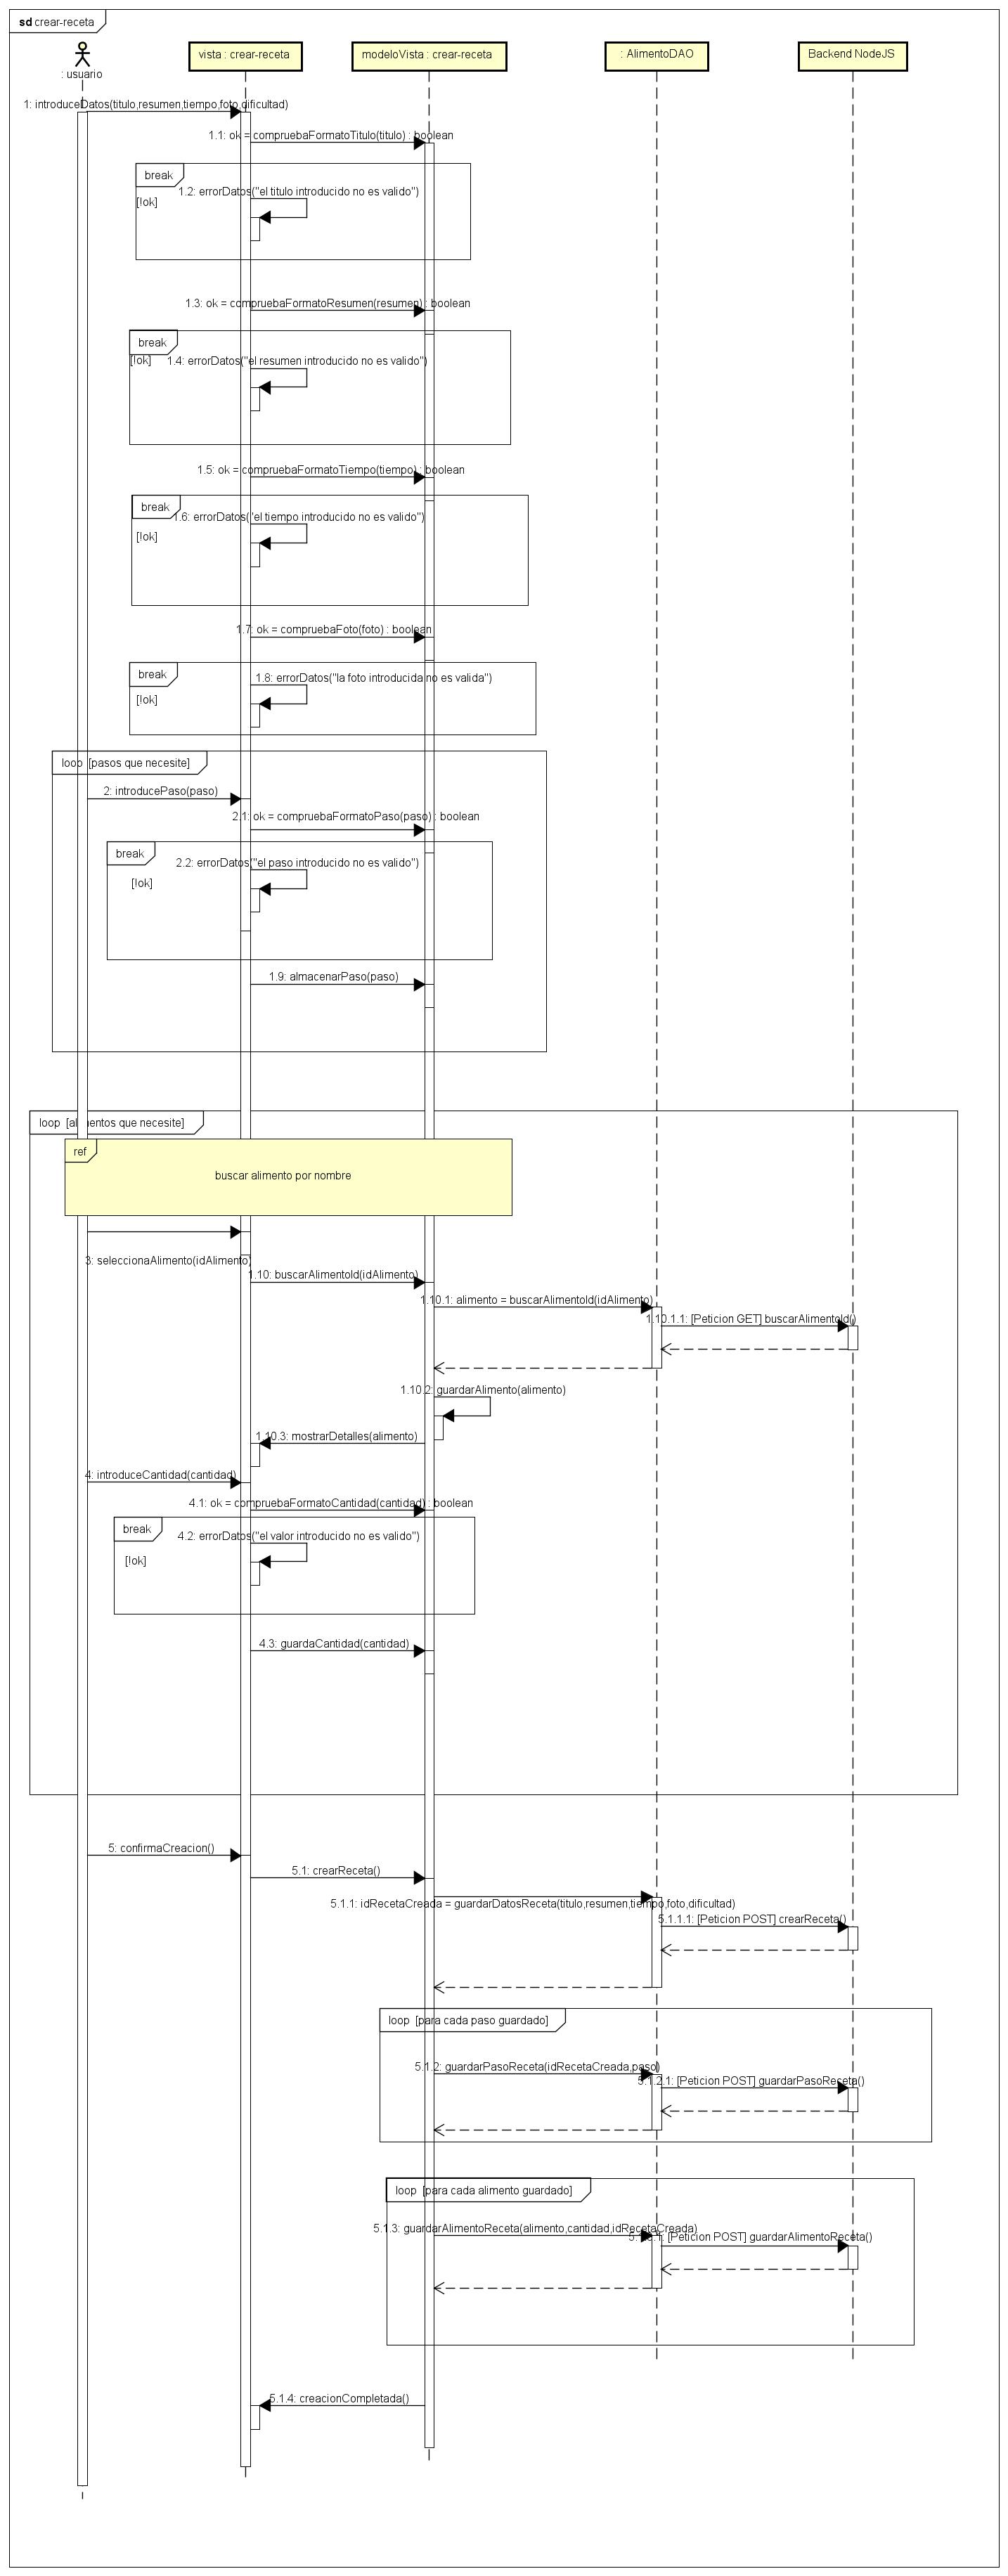 sd crear-receta
: usuario
vista : crear-receta
modeloVista : crear-receta
: AlimentoDAO
Backend NodeJS
1: introduceDatos(titulo,resumen,tiempo,foto,dificultad)
1.1: ok = compruebaFormatoTitulo(titulo) : boolean
break
1.2: errorDatos("el titulo introducido no es valido")
[!ok]
1.3: ok = compruebaFormatoResumen(resumen) : boolean
break
[!ok]
1.4: errorDatos("el resumen introducido no es valido")
1.5: ok = compruebaFormatoTiempo(tiempo) : boolean
break
1.6: errorDatos("el tiempo introducido no es valido")
[!ok]
1.7: ok = compruebaFoto(foto) : boolean
break
1.8: errorDatos("la foto introducida no es valida")
[!ok]
loop [pasos que necesite]
2: introducePaso(paso)
2.1: ok = compruebaFormatoPaso(paso) : boolean
break
2.2: errorDatos("el paso introducido no es valido")
[!ok]
1.9: almacenarPaso(paso)
loop [alimentos que necesite]
ref
buscar alimento por nombre
3: seleccionaAlimento(idAlimento)
1.10: buscarAlimentoId(idAlimento)
1.10.1: alimento = buscarAlimentoId(idAlimento)
1.10.1.1: [Peticion GET] buscarAlimentoId()
1.10.2: guardarAlimento(alimento)
1.10.3: mostrarDetalles(alimento)
4: introduceCantidad(cantidad)
4.1: ok = compruebaFormatoCantidad(cantidad) : boolean
break
4.2: errorDatos("el valor introducido no es valido")
[!ok]
4.3: guardaCantidad(cantidad)
5: confirmaCreacion()
5.1: crearReceta()
5.1.1: idRecetaCreada = guardarDatosReceta(titulo,resumen,tiempo,foto,dificultad)
5.1.1.1: [Peticion POST] crearReceta()
loop [para cada paso guardado]
5.1.2: guardarPasoReceta(idRecetaCreada,paso)
5.1.2.1: [Peticion POST] guardarPasoReceta()
loop [para cada alimento guardado]
5.1.3: guardarAlimentoReceta(alimento,cantidad,idRecetaCreada)
5.1.3.1: [Peticion POST] guardarAlimentoReceta()
5.1.4: creacionCompletada()